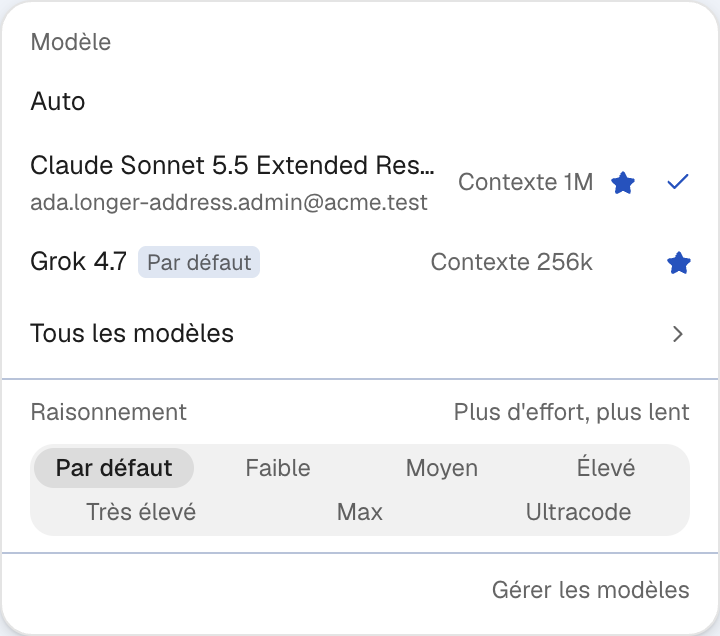 Modèle
Auto
Claude Sonnet 5.5 Extended Res...
Contexte 1M
ada.longer-address.admin@acme.test
Grok 4.7 Par défaut Contexte 256k
Tous les modèles
Raisonnement Plus d'effort, plus lent
Par défaut Faible Moyen Élevé
Très élevé Max Ultracode
Gérer les modèles